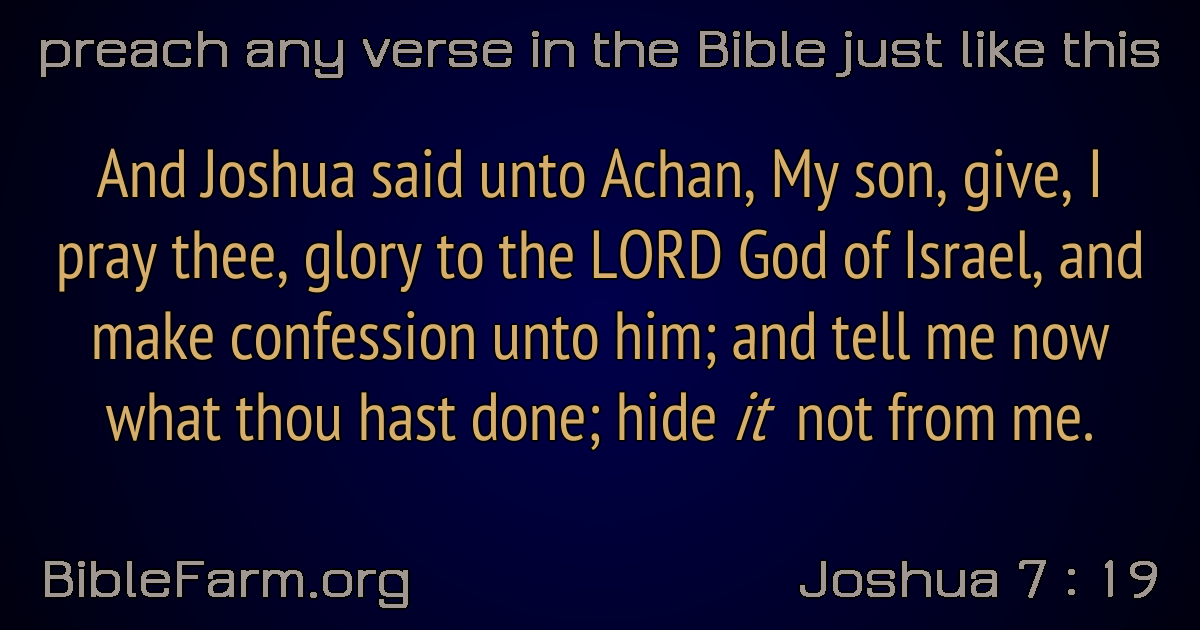 preach any verse in the Bible just like this
And Joshua said unto Achan, My son, give, I
pray thee, glory to the LORD God of Israel, and
make confession unto him; and tell me now
what thou hast done; hide it not from me.
BibleFarm.org
Joshua 7 : 19